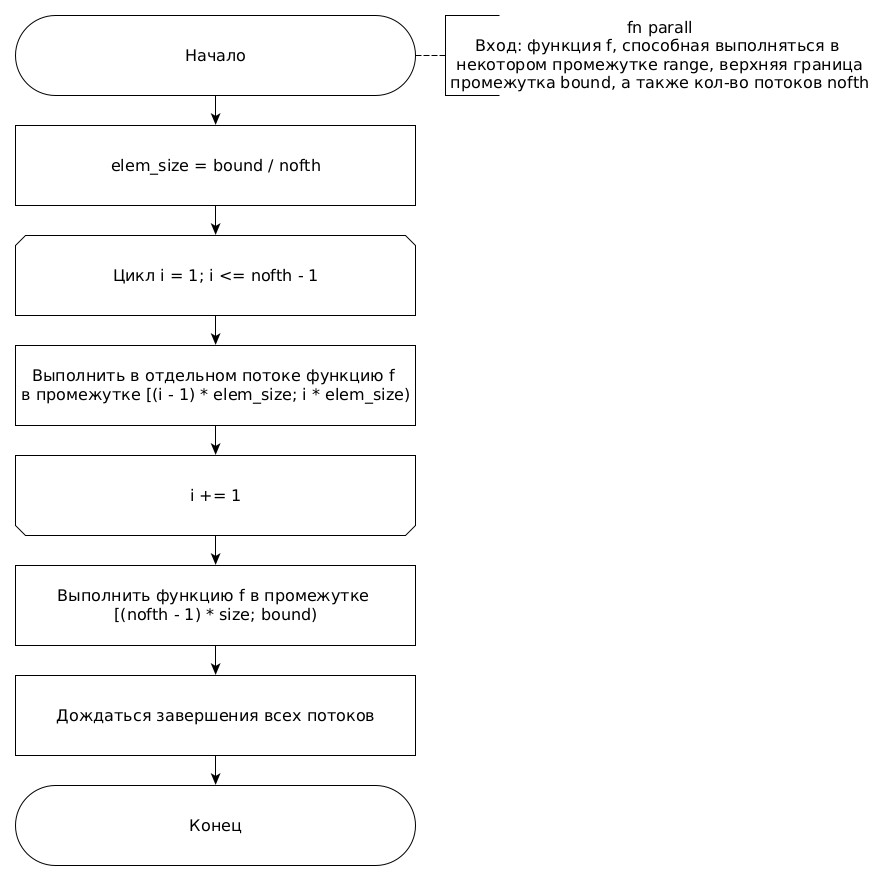 Начало
fn parall
Вход: функция f, способная выполняться в
некотором промежутке range, верхняя граница
промежутка bound, а также кол-во потоков nofth
elem_size = bound / nofth
Цикл i = 1; i <= nofth - 1
Выполнить в отдельном потоке функцию f
в промежутке [(i - 1) * elem_size; i * elem_size)
i += 1
Выполнить функцию f в промежутке
[(nofth - 1) * size; bound)
Дождаться завершения всех потоков
Конец